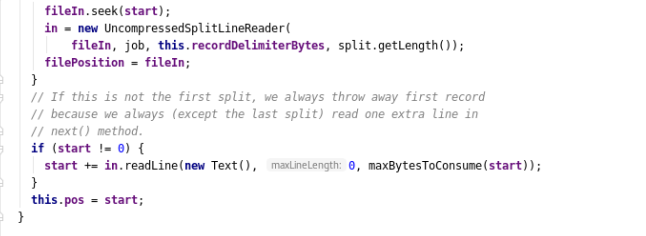 fileIn.seek(start);
in = new UncompressedSplitLineReader(
fileIn, job, this.recordDelimiterBytes, split.getLength());
filePosition = fileIn;
}
// If this is not the first split, we always throw away first record
// because we always (except the last split) read one extra line in
// next() method.
if (start != 0) {
start += in.readLine(new Text(), maxLineLength: 0, maxBytesToConsume(start));
}
this.pos = start;
}